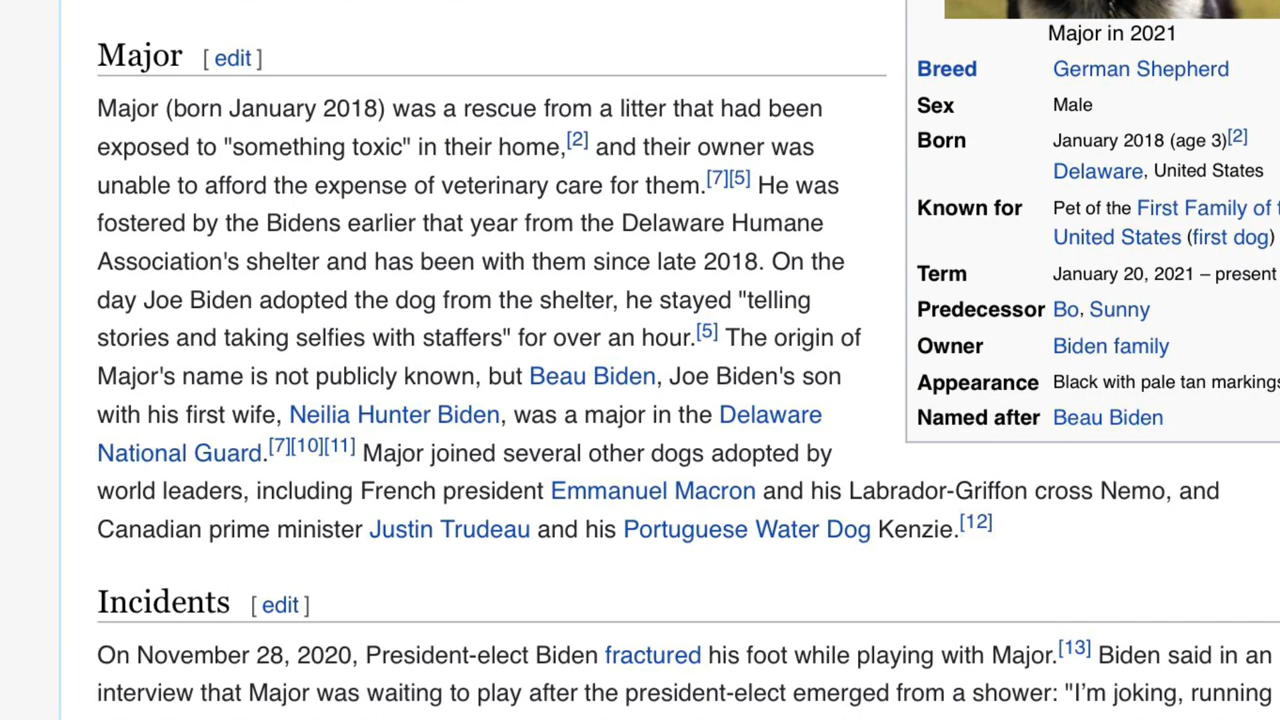 Major [ edit ]
Major (born January 2018) was a rescue from a litter that had been
exposed to "something toxic" in their home,[2] and their owner was
unable to afford the expense of veterinary care for them.[7][5] He was
fostered by the Bidens earlier that year from the Delaware Humane
Association's shelter and has been with them since late 2018. On the
day Joe Biden adopted the dog from the shelter, he stayed "telling
stories and taking selfies with staffers" for over an hour.[5] The origin of
Major's name is not publicly known, but Beau Biden, Joe Biden's son
with his first wife, Neilia Hunter Biden, was a major in the Delaware
National Guard.[7][10][11] Major joined several other dogs adopted by
world leaders, including French president Emmanuel Macron and his Labrador-Griffon cross Nemo, and
Canadian prime minister Justin Trudeau and his Portuguese Water Dog Kenzie.[12]
Incidents [ edit ]
On November 28, 2020, President-elect Biden fractured his foot while playing with Major.[13] Biden said in an
interview that Major was waiting to play after the president-elect emerged from a shower: "I'm joking, running
Major in 2021
Breed German Shepherd
Sex Male
Born January 2018 (age 3)[2]
Delaware, United States
Known for Pet of the First Family of t
United States (first dog)
Term January 20, 2021 – present
Predecessor Bo, Sunny
Owner Biden family
Appearance Black with pale tan markings
Named after Beau Biden